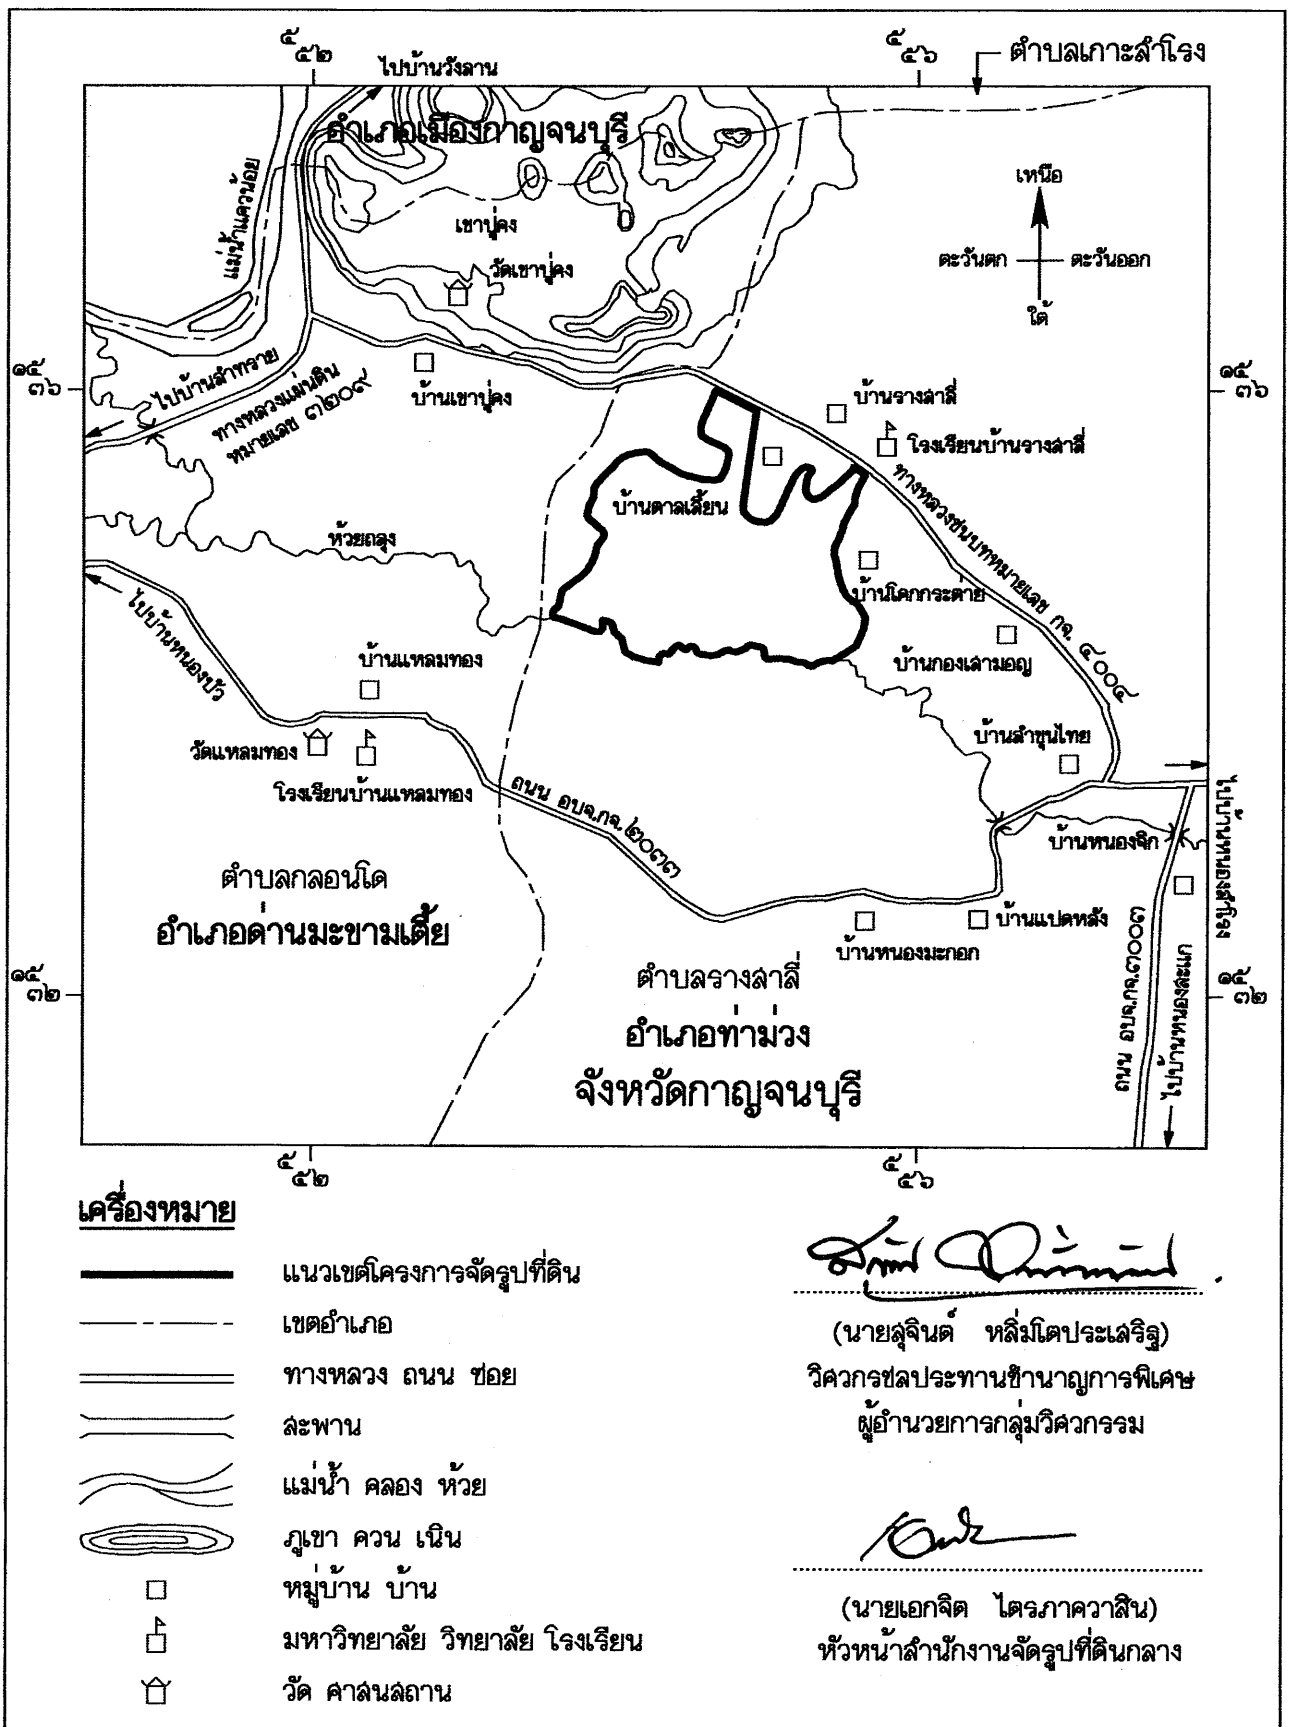 ๕๕๒
๕๕๖
ตำบลเกาะสำโรง
ไปบ้านวังลาน
อำเภอเมืองกาญจนบุรี
แม่น้ำแควน้อย
เขาปู่คง
วัดเขาปู่คง
เหนือ
ตะวันตก
ตะวันออก
ใต้
๑๕๓๖
๑๕๓๖
ไปบ้านลำทราย
ทางหลวงแผ่นดิน
หมายเลข ๓๒๐๙
บ้านเขาปู่คง
บ้านรางสาลี่
โรงเรียนบ้านรางสาลี่
บ้านตาลเลี้ยน
ทางหลวงชนบทหมายเลข กจ. ๔๐๐๔
ห้วยถลุง
บ้านโคกกระต่าย
ไปบ้านหนองบัว
บ้านแหลมทอง
บ้านกองเสามอญ
วัดแหลมทอง
โรงเรียนบ้านแหลมทอง
บ้านลำขุนไทย
ถนน อบจ.กจ.๒๐๓๓
บ้านหนองจิก
ไปบ้านหนองสำโรง
ตำบลกลอนโด
อำเภอด่านมะขามเตี้ย
บ้านหนองมะกอก
บ้านแปดหลัง
ตำบลรางสาลี่
อำเภอท่าม่วง
จังหวัดกาญจนบุรี
ถนน อบจ.กจ.๓๐๐๓
ไปบ้านหนองสะแก
๑๕๓๒
๑๕๓๒
๕๕๒
๕๕๖
เครื่องหมาย
แนวเขตโครงการจัดรูปที่ดิน
เขตอำเภอ
ทางหลวง ถนน ซอย
สะพาน
แม่น้ำ คลอง ห้วย
ภูเขา ควน เนิน
หมู่บ้าน บ้าน
มหาวิทยาลัย วิทยาลัย โรงเรียน
วัด ศาสนสถาน
(นายสุจินต์ หลิ่มโตประเสริฐ)
วิศวกรชลประทานชำนาญการพิเศษ
ผู้อำนวยการกลุ่มวิศวกรรม
(นายเอกจิต ไตรภาควาสิน)
หัวหน้าสำนักงานจัดรูปที่ดินกลาง